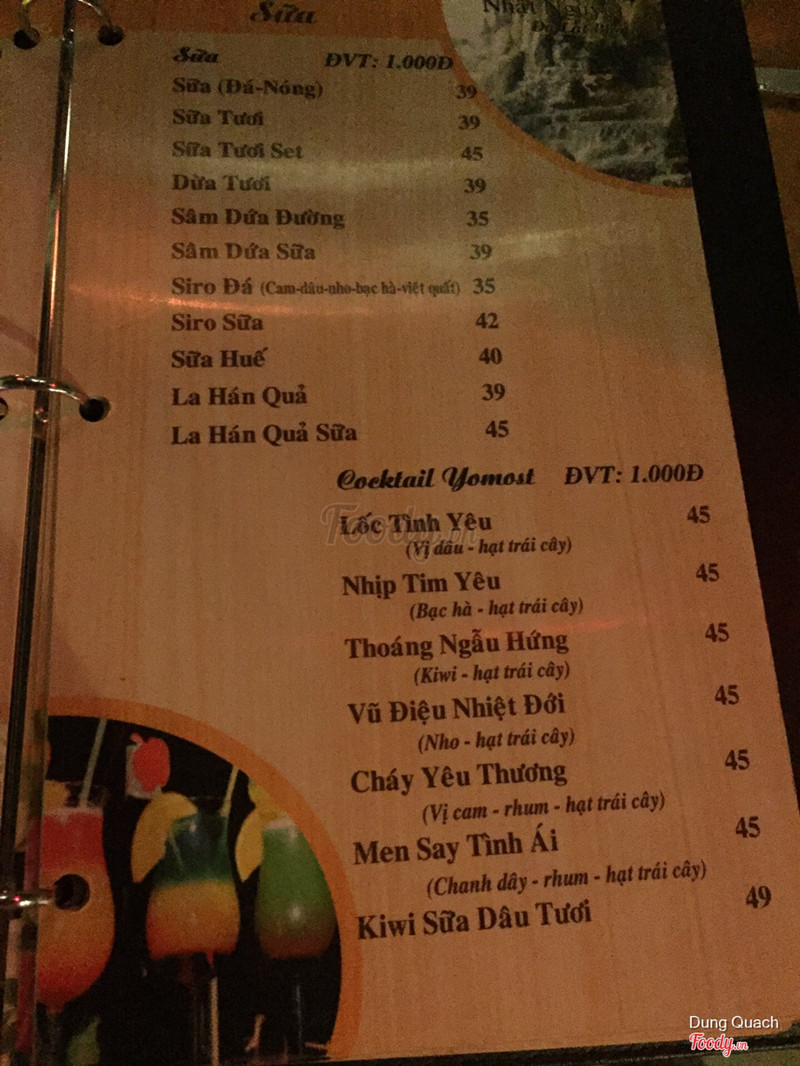 Sữa
Nhật Nguyệt
Sữa ĐVT: 1.000Đ
Sữa (Đá-Nóng) 39
Sữa Tươi 39
Sữa Tươi Set 45
Dừa Tươi 39
Sâm Dứa Đường 35
Sâm Dứa Sữa 39
Siro Đá (Cam-dâu-nho-bạc hà-việt quất) 35
Siro Sữa 42
Sữa Huế 40
La Hán Quả 39
La Hán Quả Sữa 45
Cocktail Yomost ĐVT: 1.000Đ
Lốc Tình Yêu 45
(Vị dâu - hạt trái cây)
Nhịp Tim Yêu 45
(Bạc hà - hạt trái cây)
Thoáng Ngẫu Hứng 45
(Kiwi - hạt trái cây)
Vũ Điệu Nhiệt Đới 45
(Nho - hạt trái cây)
Cháy Yêu Thương 45
(Vị cam - rhum - hạt trái cây)
Men Say Tình Ái 45
(Chanh dây - rhum - hạt trái cây)
Kiwi Sữa Dâu Tươi 49
Foody.vn
Dung Quach
Foody.vn